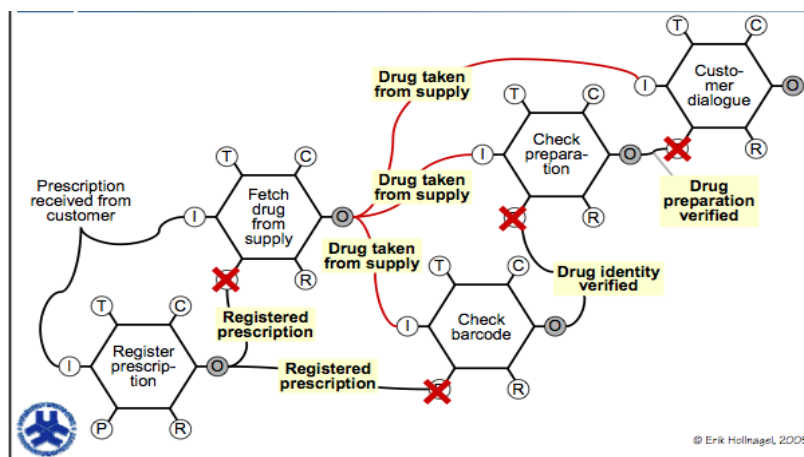 T
C
Custo-
mer
dialogue
I
O
R
Drug taken
from supply
T
C
Check
prepara-
tion
I
O
R
Drug taken
from supply
Drug
preparation
verified
Prescription
received from
customer
T
C
Fetch
drug
from
supply
I
O
R
Drug taken
from supply
Drug identity
verified
T
C
Check
barcode
I
O
R
Registered
prescription
Registered
prescription
T
C
Register
prescrip-
tion
I
O
P
R
© Erik Hollnagel,